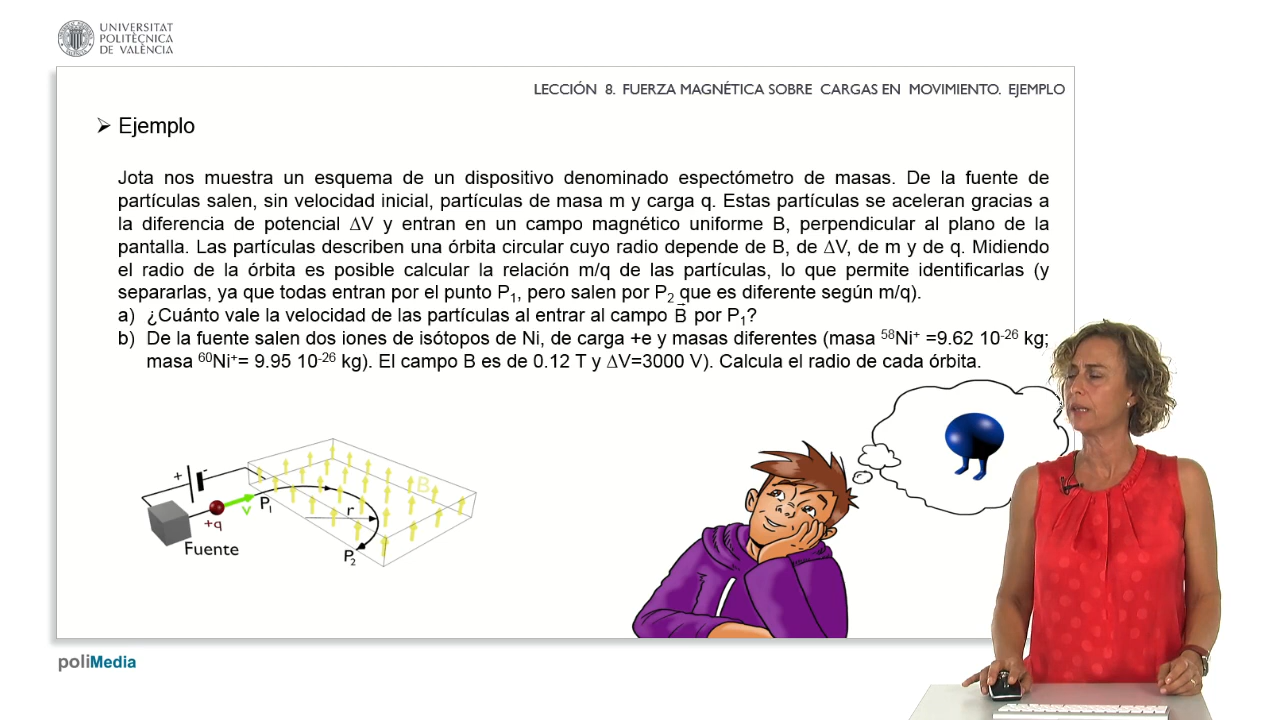 UNIVERSITAT
POLITÈCNICA
DE VALÈNCIA
LECCIÓN 8. FUERZA MAGNÉTICA SOBRE CARGAS EN MOVIMIENTO. EJEMPLO
➢ Ejemplo
Jota nos muestra un esquema de un dispositivo denominado espectómetro de masas. De la fuente de
partículas salen, sin velocidad inicial, partículas de masa m y carga q. Estas partículas se aceleran gracias a
la diferencia de potencial ΔV y entran en un campo magnético uniforme B, perpendicular al plano de la
pantalla. Las partículas describen una órbita circular cuyo radio depende de B, de ΔV, de m y de q. Midiendo
el radio de la órbita es posible calcular la relación m/q de las partículas, lo que permite identificarlas (y
separarlas, ya que todas entran por el punto P₁, pero salen por P₂ que es diferente según m/q).
a) ¿Cuánto vale la velocidad de las partículas al entrar al campo B⃗ por P₁?
b) De la fuente salen dos iones de isótopos de Ni, de carga +e y masas diferentes (masa ⁵⁸Ni⁺ =9.62 10⁻²⁶ kg;
masa ⁶⁰Ni⁺= 9.95 10⁻²⁶ kg). El campo B es de 0.12 T y ΔV=3000 V). Calcula el radio de cada órbita.
+ -
B
P₁
v
r
+q
Fuente
P₂
poliMedia